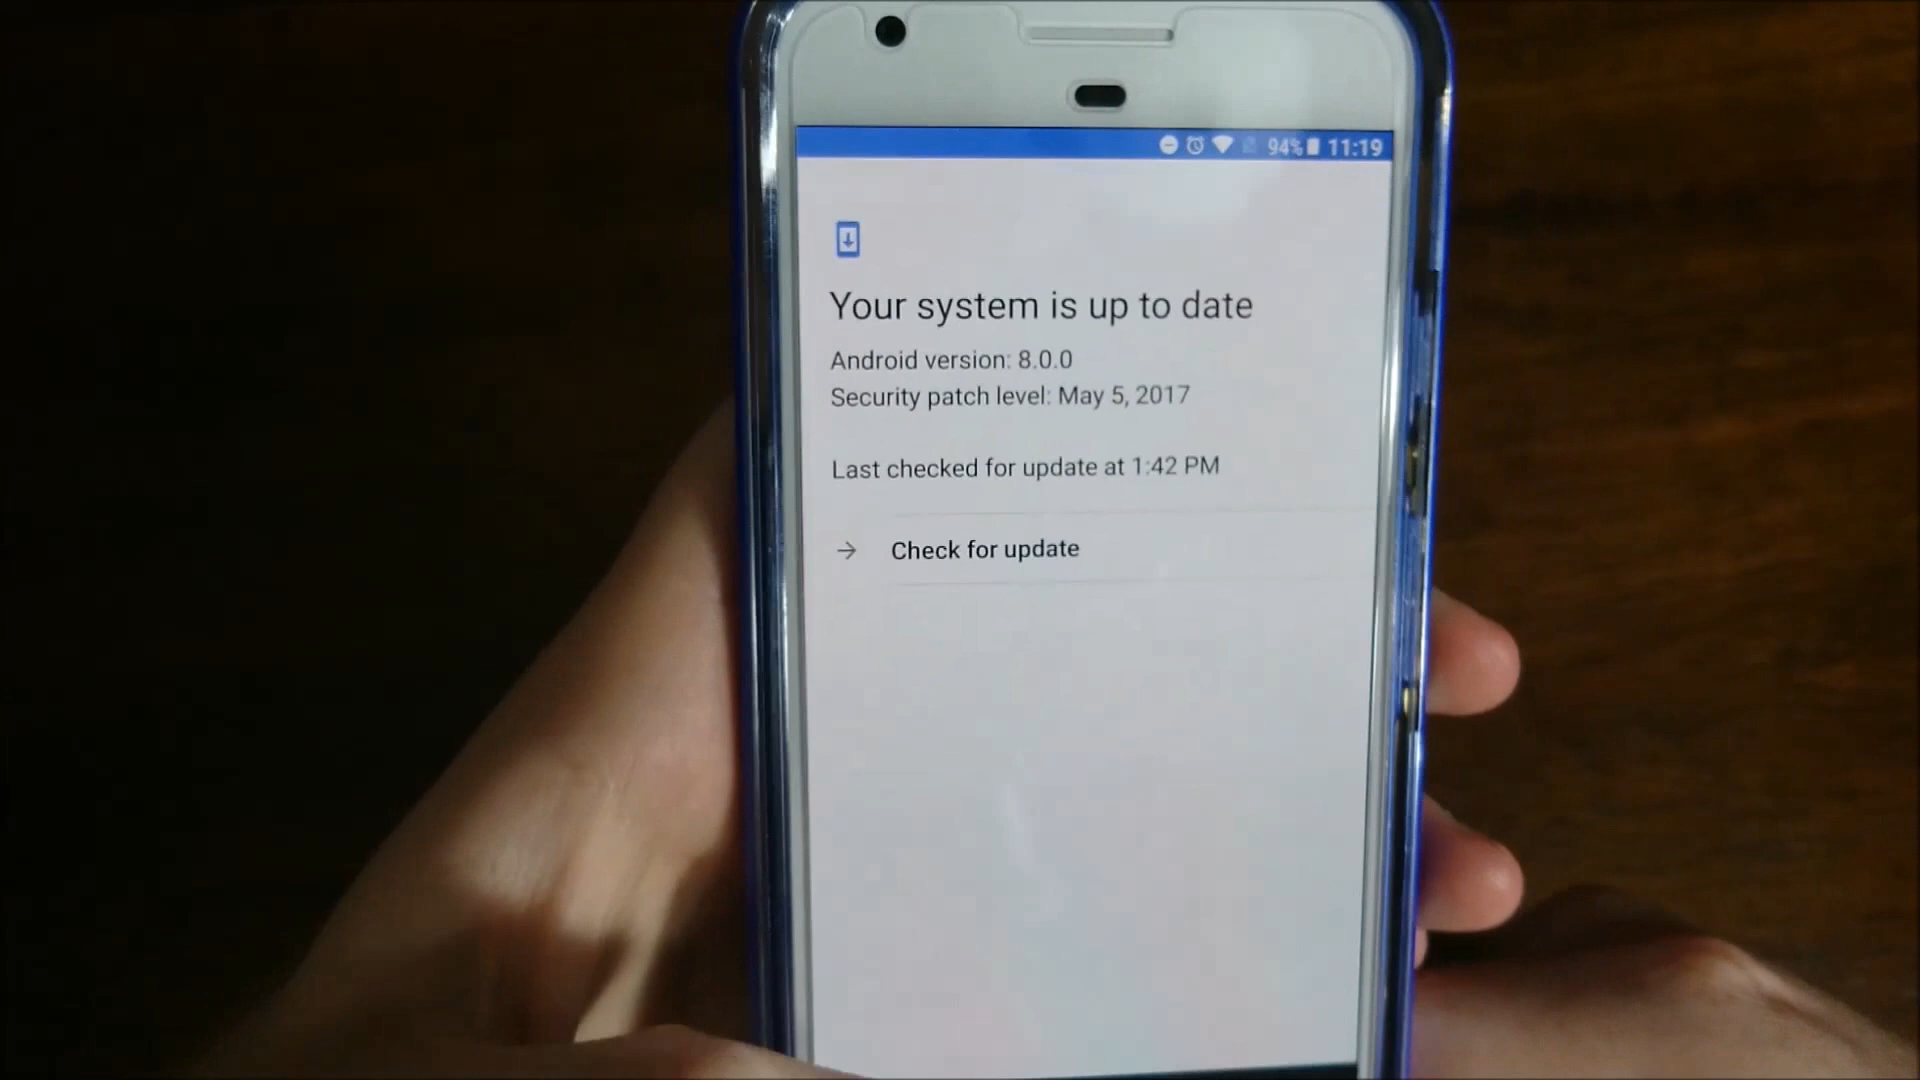 94% 11:19
Your system is up to date
Android version: 8.0.0
Security patch level: May 5, 2017
Last checked for update at 1:42 PM
Check for update